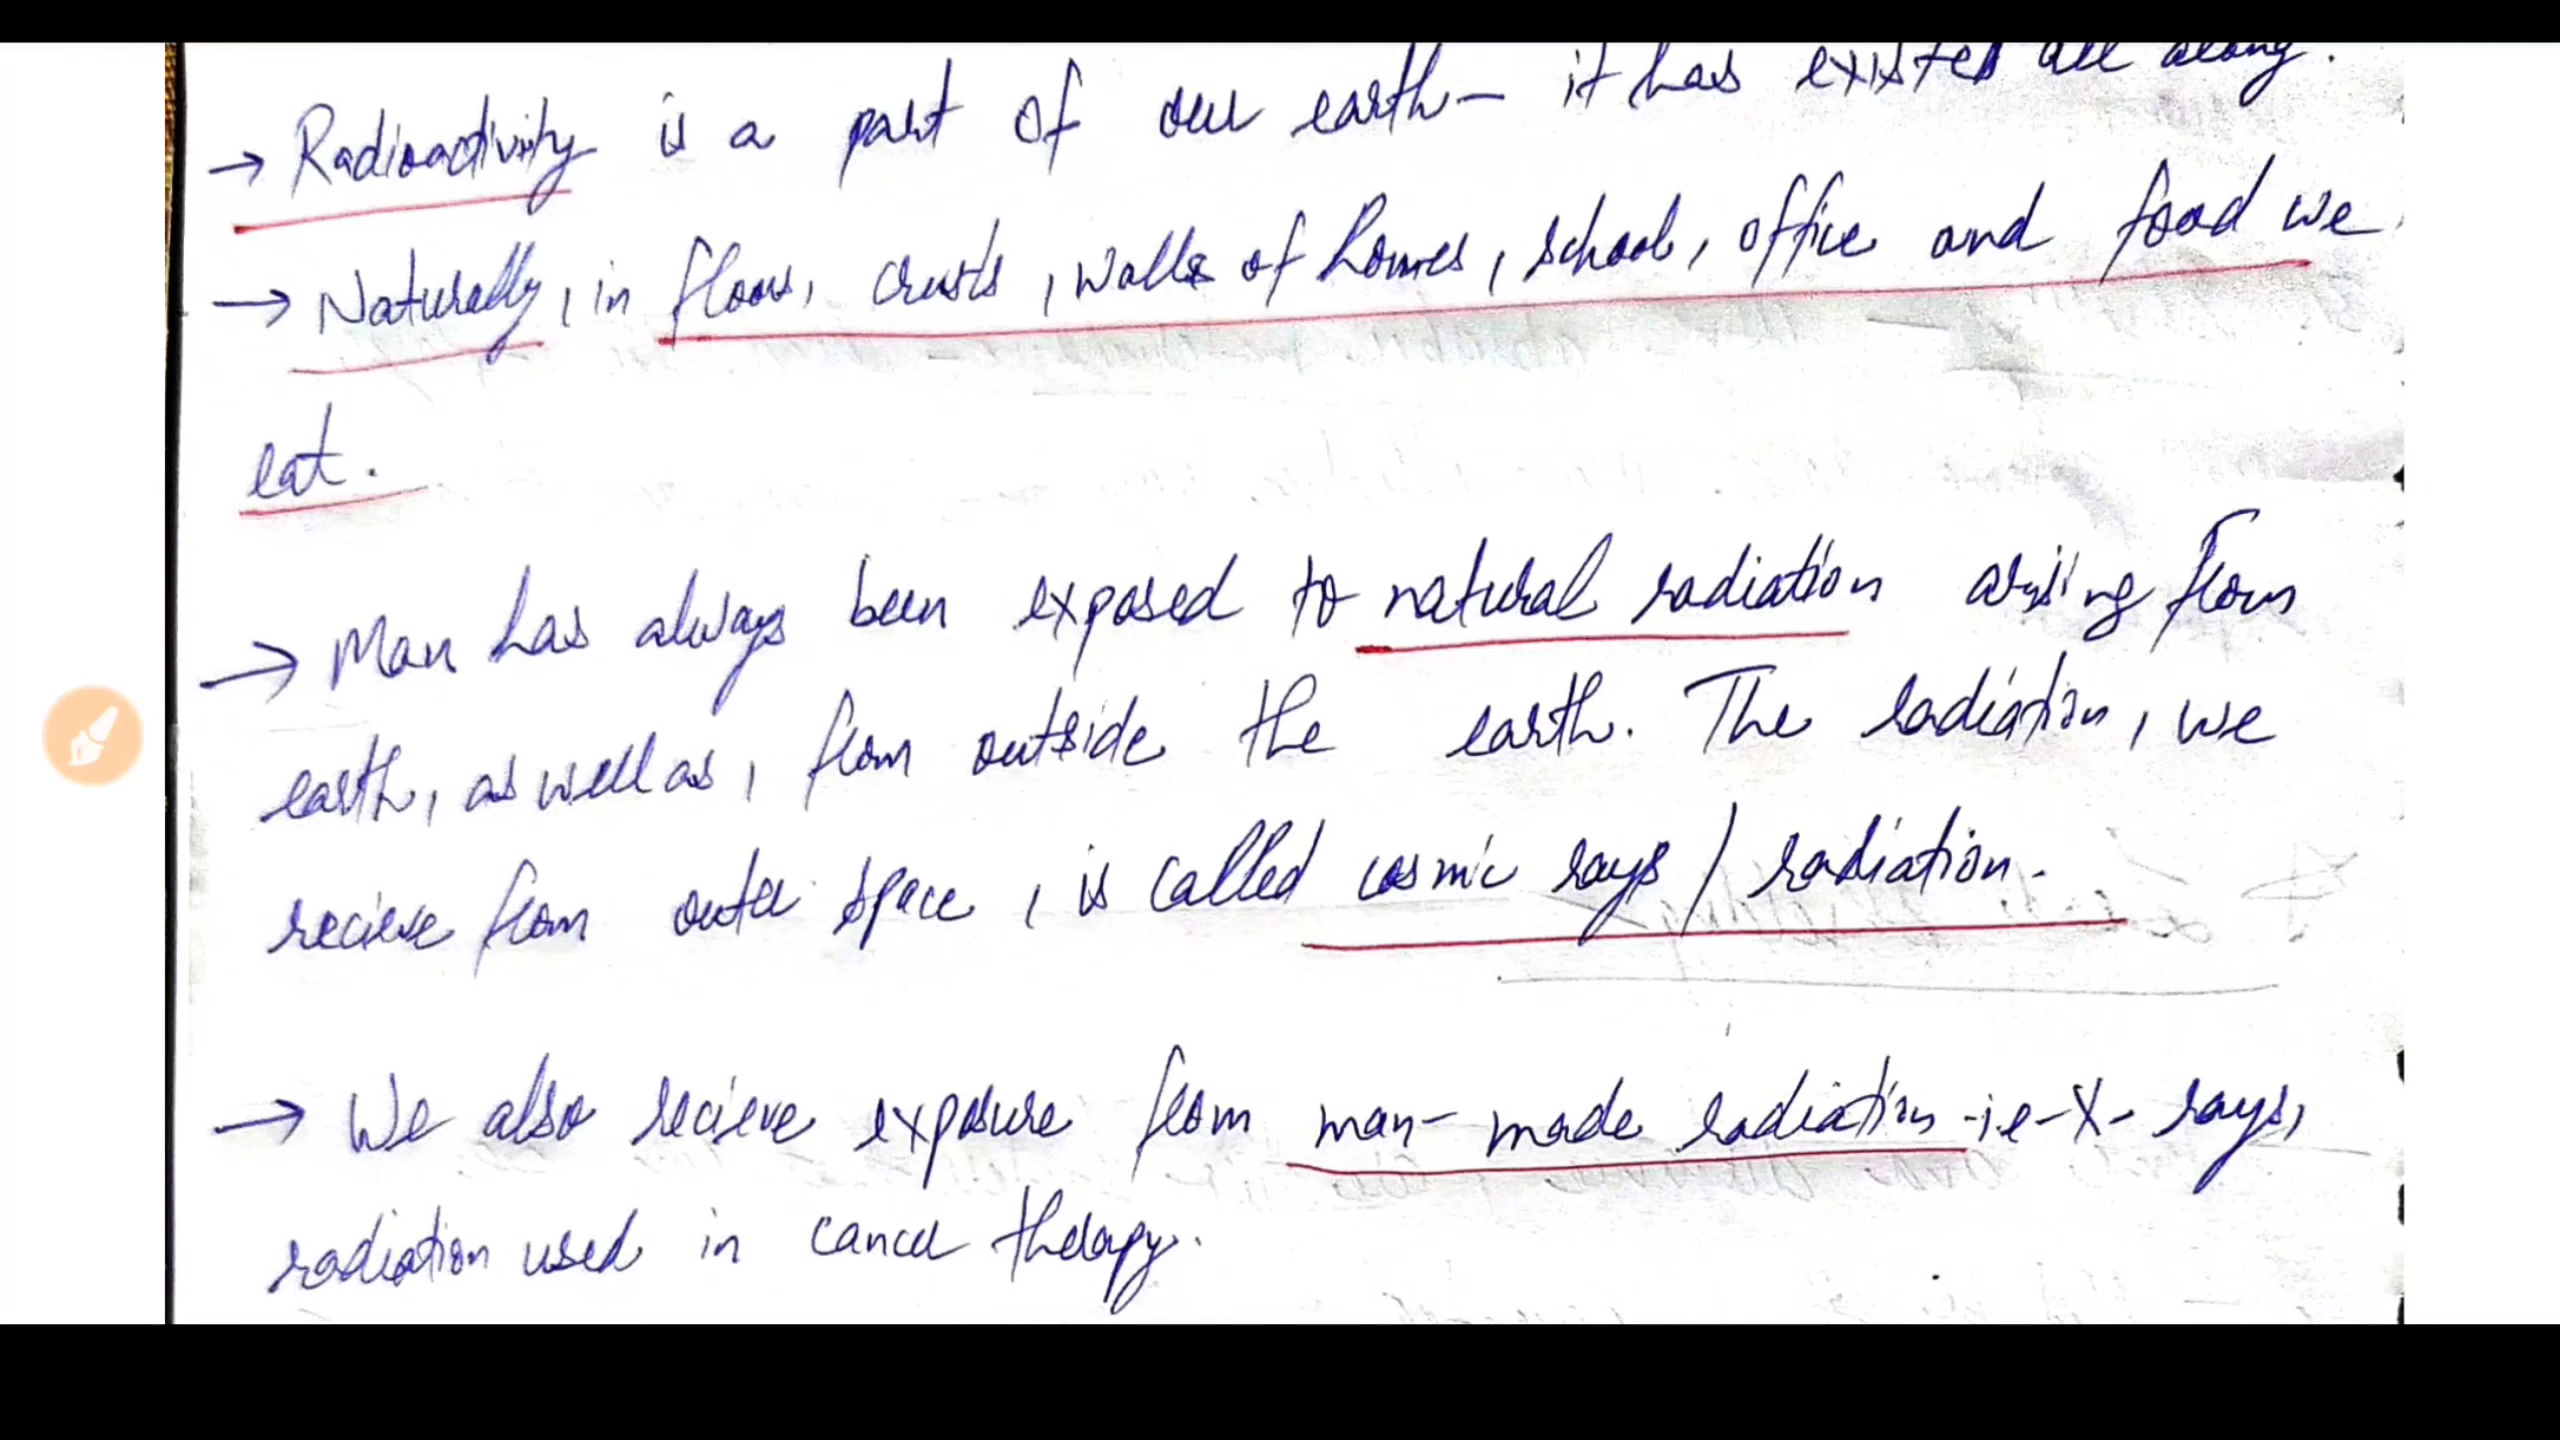 → Radioactivity is a part of our earth - it has existed all along.
→ Naturally, in floors, crusts, walls of homes, school, office and food we
eat.
→ Man has always been exposed to natural radiation arising from
earth, as well as, from outside the earth. The radiation, we
recieve from outer space, is called cosmic rays / radiation.
→ We also recieve exposure from man-made radiation -i.e- X-rays,
radiation used in cancer therapy.